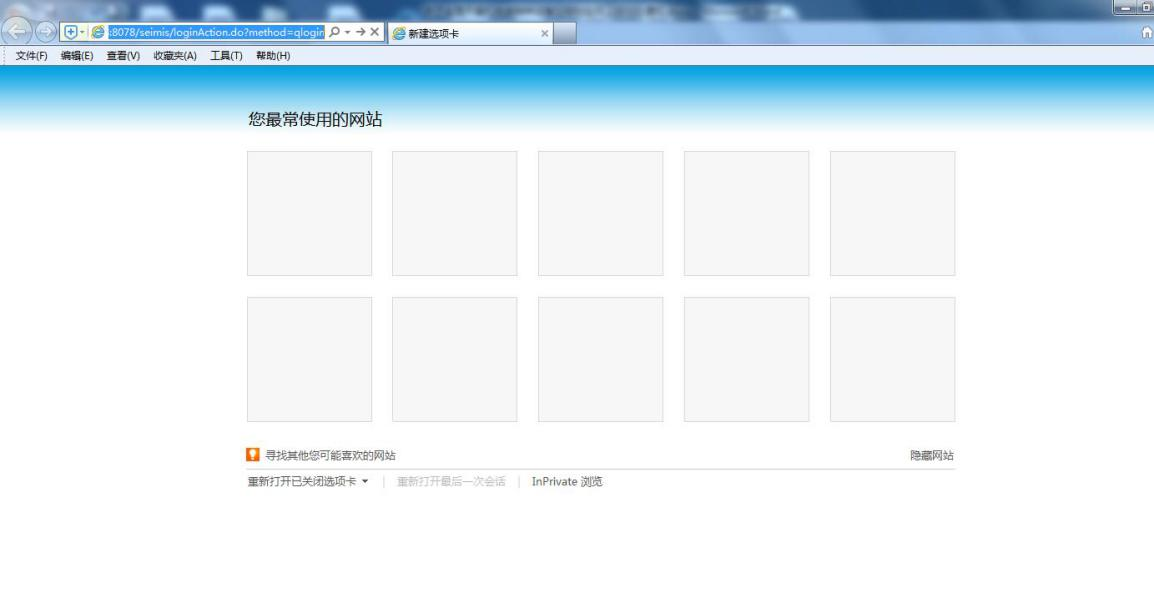 :8078/seimis/loginAction.do?method=qlogin
新建选项卡
文件(F) 编辑(E) 查看(V) 收藏夹(A) 工具(T) 帮助(H)
您最常使用的网站
寻找其他您可能喜欢的网站 隐藏网站
重新打开已关闭选项卡 重新打开最后一次会话 InPrivate 浏览